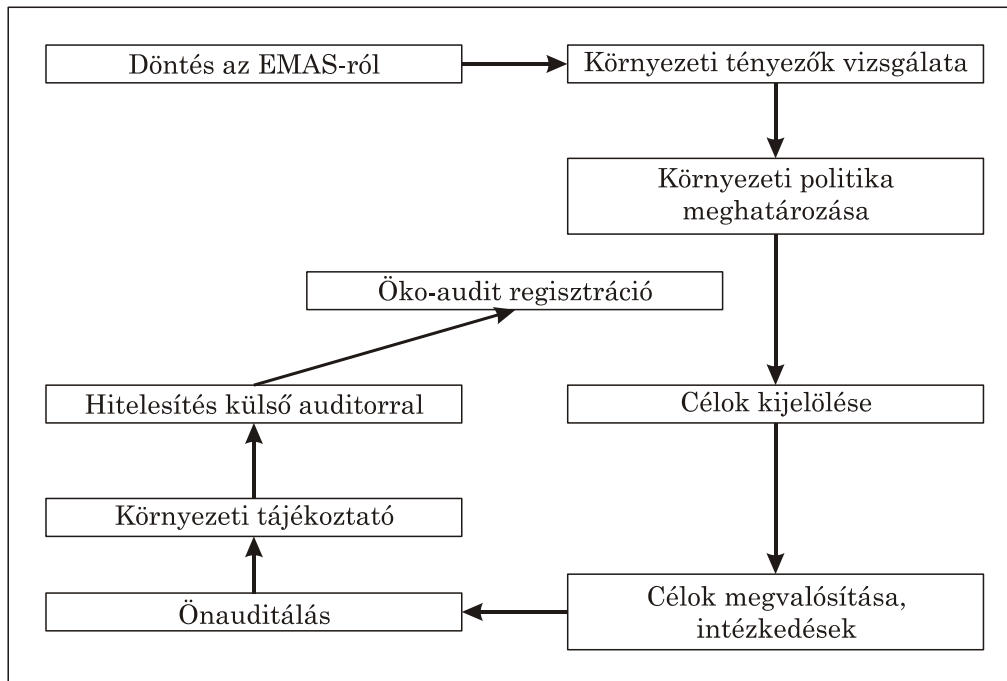 Döntés az EMAS-ról
Környezeti tényezők vizsgálata
Környezeti politika
meghatározása
Öko-audit regisztráció
Hitelesítés külső auditorral
Célok kijelölése
Környezeti tájékoztató
Önauditálás
Célok megvalósítása,
intézkedések